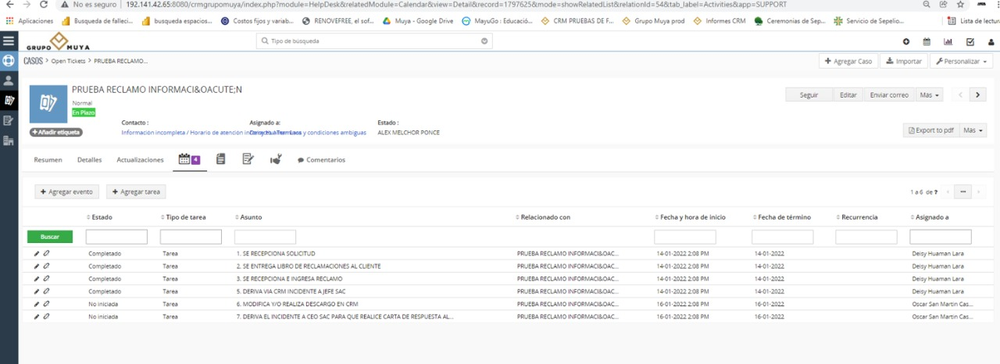 No es seguro | 192.141.42.65:8080/crmgrupomuya/index.php?module=HelpDesk&relatedModule=Calendar&view=Detail&record=1797625&mode=showRelatedList&relationId=54&tab_label=Activities&app=SUPPORT
Aplicaciones Busqueda de falleci... busqueda espacios... Costos fijos y variab... RENOVEFREE, el sof... Muya - Google Drive MayuGo : Educació... CRM PRUEBAS DE F... Grupo Muya prod Informes CRM Ceremonias de Sep... Servicio de Sepelio... Lista de lectura
GRUPO MUYA Tipo de búsqueda
CASOS > Open Tickets > PRUEBA RECLAMO... Agregar Caso Importar Personalizar
PRUEBA RECLAMO INFORMACI&OACUTE;N
Normal Seguir Editar Enviar correo Mas
En Plazo
Contacto : Asignado a: Estado :
Añadir etiqueta Información incompleta / Horario de atención y condiciones ambiguas ALEX MELCHOR PONCE Export to pdf Más
Resumen Detalles Actualizaciones 4 Comentarios
Agregar evento Agregar tarea 1 a 6 de ?
Estado Tipo de tarea Asunto Relacionado con Fecha y hora de inicio Fecha de término Recurrencia Asignado a
Buscar
Completado Tarea 1. SE RECEPCIONA SOLICITUD PRUEBA RECLAMO INFORMACI&OAC... 14-01-2022 2:08 PM 14-01-2022 Deisy Huaman Lara
Completado Tarea 2. SE ENTREGA LIBRO DE RECLAMACIONES AL CLIENTE PRUEBA RECLAMO INFORMACI&OAC... 14-01-2022 2:08 PM 14-01-2022 Deisy Huaman Lara
Completado Tarea 3. SE RECEPCIONA E INGRESA RECLAMO PRUEBA RECLAMO INFORMACI&OAC... 14-01-2022 2:08 PM 14-01-2022 Deisy Huaman Lara
Completado Tarea 5. DERIVA VIA CRM INCIDENTE A JEFE SAC PRUEBA RECLAMO INFORMACI&OAC... 14-01-2022 2:08 PM 14-01-2022 Deisy Huaman Lara
No iniciada Tarea 6. MODIFICA Y/O REALIZA DESCARGO EN CRM PRUEBA RECLAMO INFORMACI&OAC... 16-01-2022 2:08 PM 16-01-2022 Oscar San Martin Cas...
No iniciada Tarea 7. DERIVA EL INCIDENTE A CEO SAC PARA QUE REALICE CARTA DE RESPUESTA AL... PRUEBA RECLAMO INFORMACI&OAC... 16-01-2022 2:08 PM 16-01-2022 Oscar San Martin Cas...